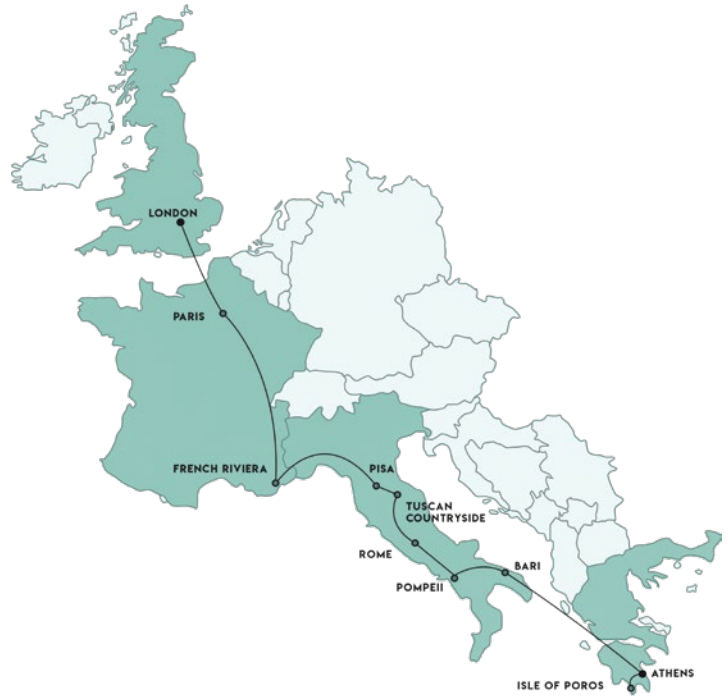 LONDON
PARIS
FRENCH RIVIERA
PISA
TUSCAN
COUNTRYSIDE
ROME
BARI
POMPEII
ATHENS
ISLE OF POROS